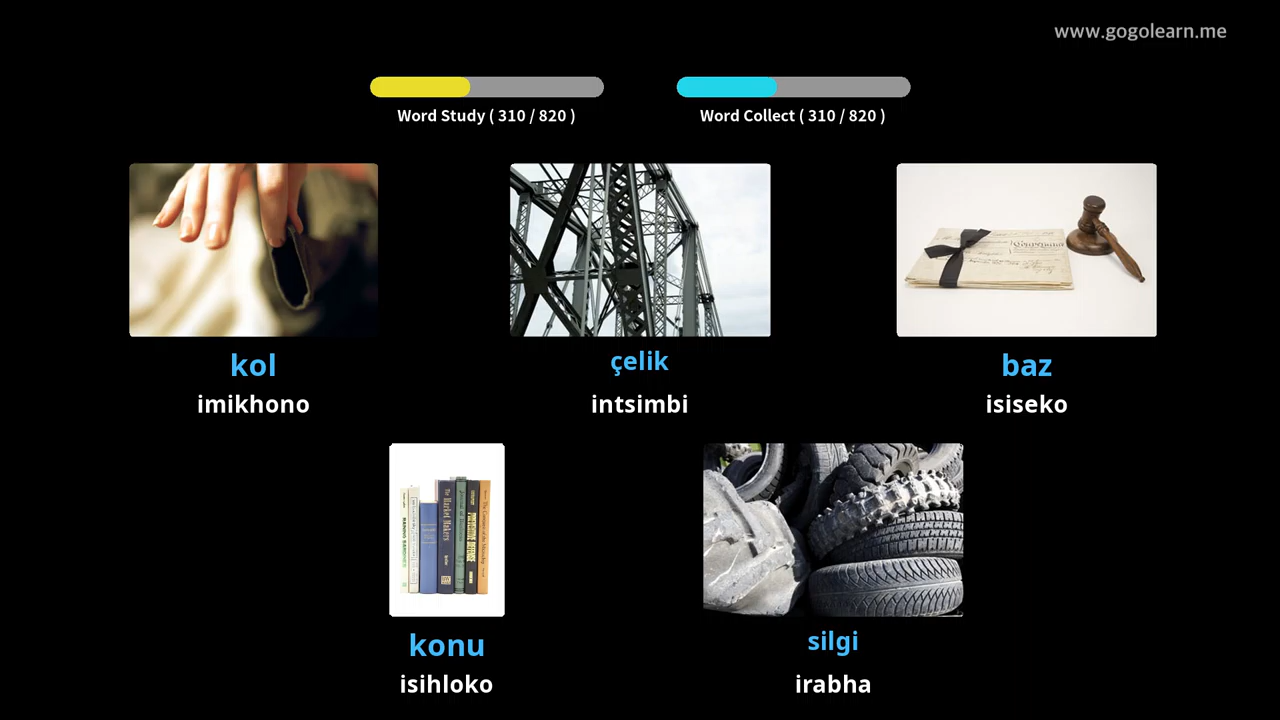 www.gogolearn.me
Word Study ( 310 / 820 )
Word Collect ( 310 / 820 )
kol
imikhono
çelik
intsimbi
baz
isiseko
konu
isihloko
silgi
irabha